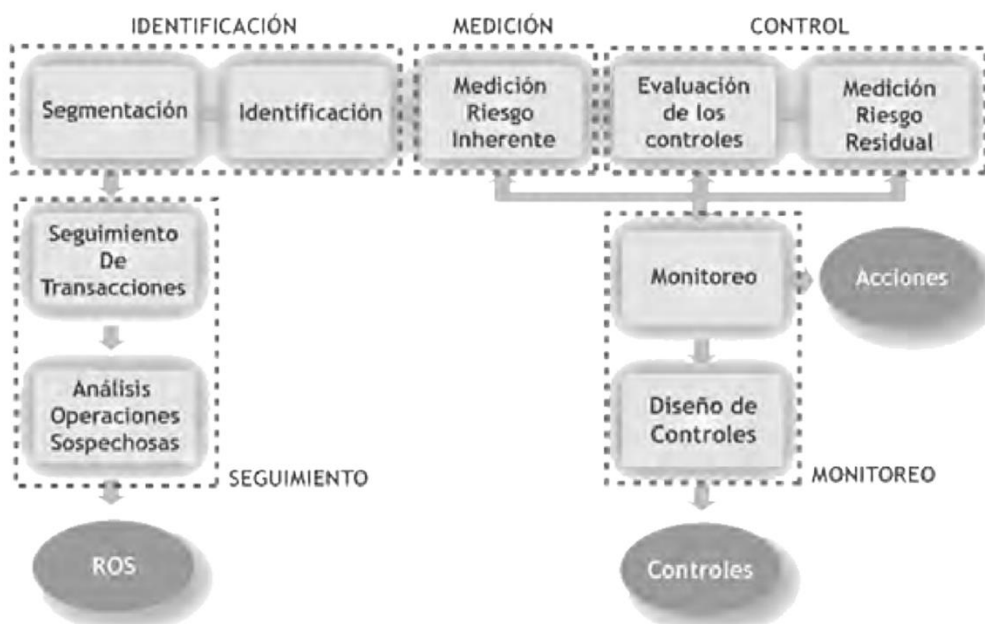 IDENTIFICACIÓN
MEDICIÓN
CONTROL
Segmentación
Identificación
Medición
Riesgo
Inherente
Evaluación
de los
controles
Medición
Riesgo
Residual
Seguimiento
De
Transacciones
Análisis
Operaciones
Sospechosas
SEGUIMIENTO
ROS
Monitoreo
Acciones
Diseño de
Controles
MONITOREO
Controles